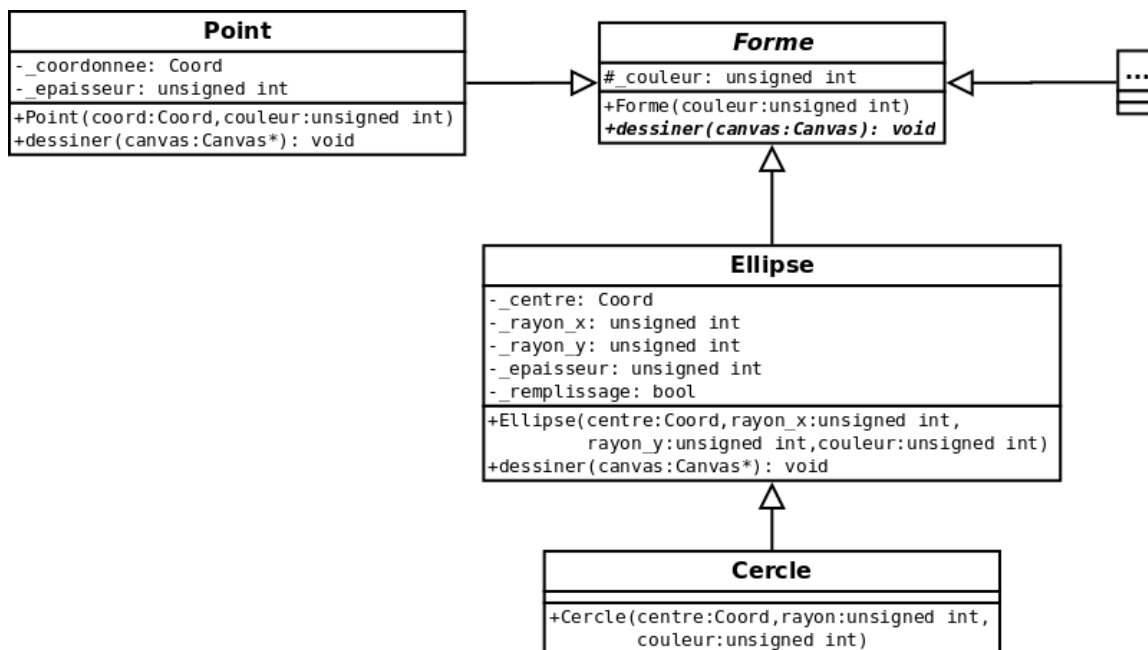 Point
-_coordonnee: Coord
-_epaisseur: unsigned int
+Point(coord:Coord,couleur:unsigned int)
+dessiner(canvas:Canvas*): void
Forme
#_couleur: unsigned int
+Forme(couleur:unsigned int)
+dessiner(canvas:Canvas): void
...
Ellipse
-_centre: Coord
-_rayon_x: unsigned int
-_rayon_y: unsigned int
-_epaisseur: unsigned int
-_remplissage: bool
+Ellipse(centre:Coord,rayon_x:unsigned int,
rayon_y:unsigned int,couleur:unsigned int)
+dessiner(canvas:Canvas*): void
Cercle
+Cercle(centre:Coord,rayon:unsigned int,
couleur:unsigned int)